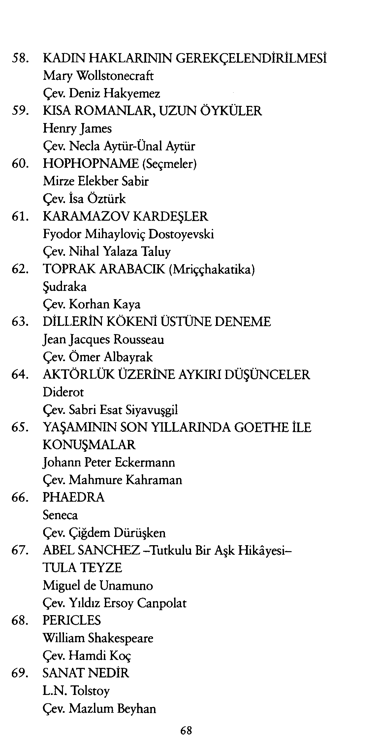 58. KADIN HAKLARININ GEREKÇELENDİRİLMESİ
Mary Wollstonecraft
Çev. Deniz Hakyemez
59. KISA ROMANLAR, UZUN ÖYKÜLER
Henry James
Çev. Necla Aytür-Ünal Aytür
60. HOPHOPNAME (Seçmeler)
Mirze Elekber Sabir
Çev. İsa Öztürk
61. KARAMAZOV KARDEŞLER
Fyodor Mihayloviç Dostoyevski
Çev. Nihal Yalaza Taluy
62. TOPRAK ARABACIK (Mriççhakatika)
Şudraka
Çev. Korhan Kaya
63. DİLLERİN KÖKENİ ÜSTÜNE DENEME
Jean Jacques Rousseau
Çev. Ömer Albayrak
64. AKTÖRLÜK ÜZERİNE AYKIRI DÜŞÜNCELER
Diderot
Çev. Sabri Esat Siyavuşgil
65. YAŞAMININ SON YILLARINDA GOETHE İLE
KONUŞMALAR
Johann Peter Eckermann
Çev. Mahmure Kahraman
66. PHAEDRA
Seneca
Çev. Çiğdem Dürüşken
67. ABEL SANCHEZ –Tutkulu Bir Aşk Hikâyesi–
TULA TEYZE
Miguel de Unamuno
Çev. Yıldız Ersoy Canpolat
68. PERICLES
William Shakespeare
Çev. Hamdi Koç
69. SANAT NEDİR
L.N. Tolstoy
Çev. Mazlum Beyhan
68